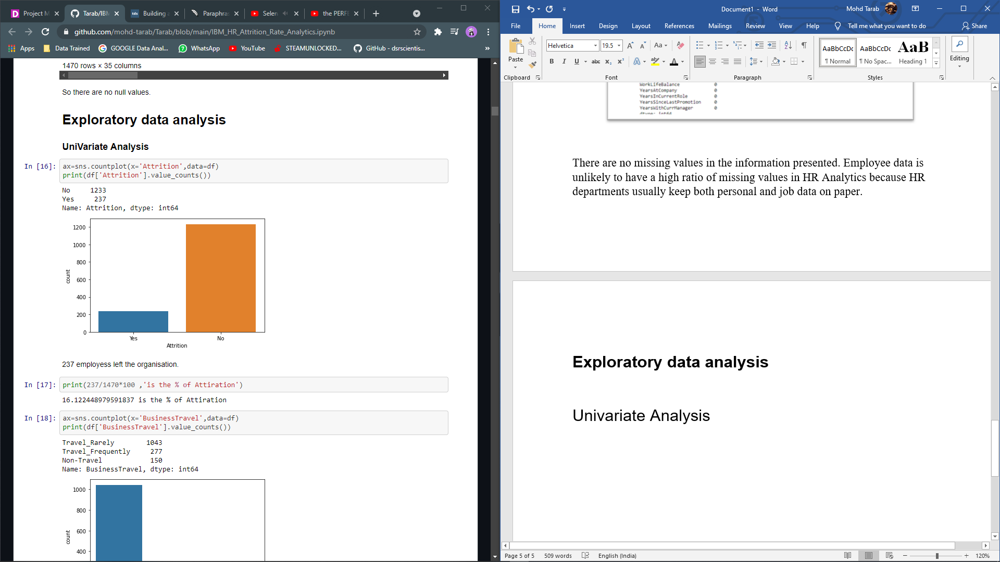 Project M
Tarab/IBM
Building a
Paraphras
Selen
the PERFE
github.com/mohd-tarab/Tarab/blob/main/IBM_HR_Attrition_Rate_Analytics.ipynb
Apps
Data Trained
GOOGLE Data Anal...
WhatsApp
YouTube
STEAMUNLOCKED...
GitHub - dsrscientis...
1470 rows × 35 columns
So there are no null values.
Exploratory data analysis
UniVariate Analysis
In [16]:
ax=sns.countplot(x='Attrition',data=df)
print(df['Attrition'].value_counts())
No 1233
Yes 237
Name: Attrition, dtype: int64
1200
1000
800
600
400
200
0
count
Yes
No
Attrition
237 employess left the organisation.
In [17]:
print(237/1470*100 ,'is the % of Attiration')
16.122448979591837 is the % of Attiration
In [18]:
ax=sns.countplot(x='BusinessTravel',data=df)
print(df['BusinessTravel'].value_counts())
Travel_Rarely 1043
Travel_Frequently 277
Non-Travel 150
Name: BusinessTravel, dtype: int64
1000
800
600
400
count
Document1 - Word
Mohd Tarab
File
Home
Insert
Design
Layout
References
Mailings
Review
View
Help
Tell me what you want to do
Share
Paste
Clipboard
Helvetica
19.5
Font
Paragraph
AaBbCcDc
¶ Normal
AaBbCcDc
¶ No Spac...
AaB
Heading 1
Styles
Editing
WorkLifeBalance 0
YearsAtCompany 0
YearsInCurrentRole 0
YearsSinceLastPromotion 0
YearsWithCurrManager 0
dtype: int64
There are no missing values in the information presented. Employee data is
unlikely to have a high ratio of missing values in HR Analytics because HR
departments usually keep both personal and job data on paper.
Exploratory data analysis
Univariate Analysis
Page 5 of 5
509 words
English (India)
120%